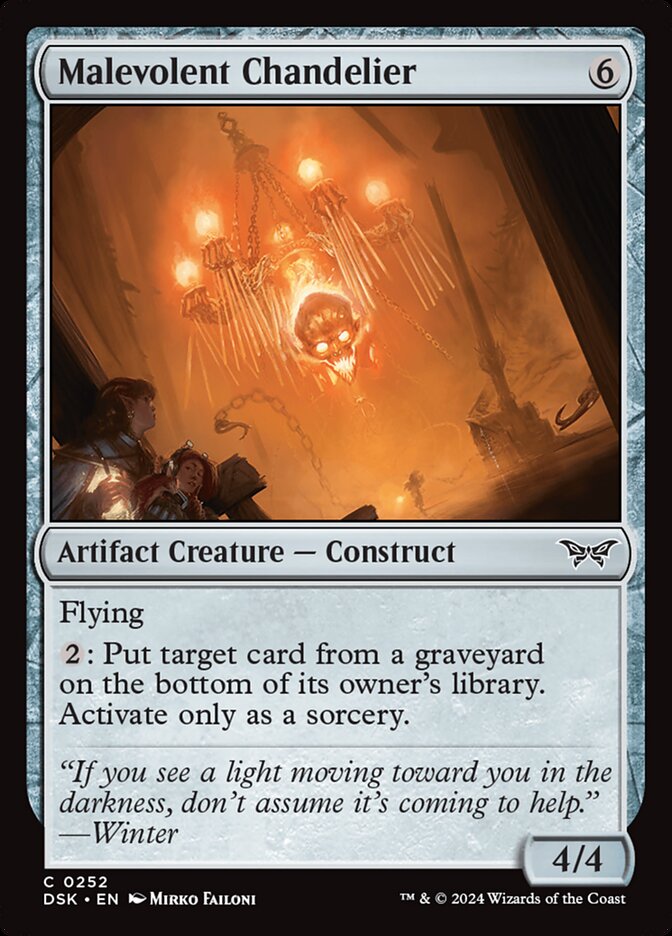 Malevolent Chandelier 6
Artifact Creature — Construct
Flying
2: Put target card from a graveyard
on the bottom of its owner's library.
Activate only as a sorcery.
“If you see a light moving toward you in the
darkness, don't assume it's coming to help.”
—Winter
4/4
C 0252
DSK • EN Mirko Failoni
™ & © 2024 Wizards of the Coast